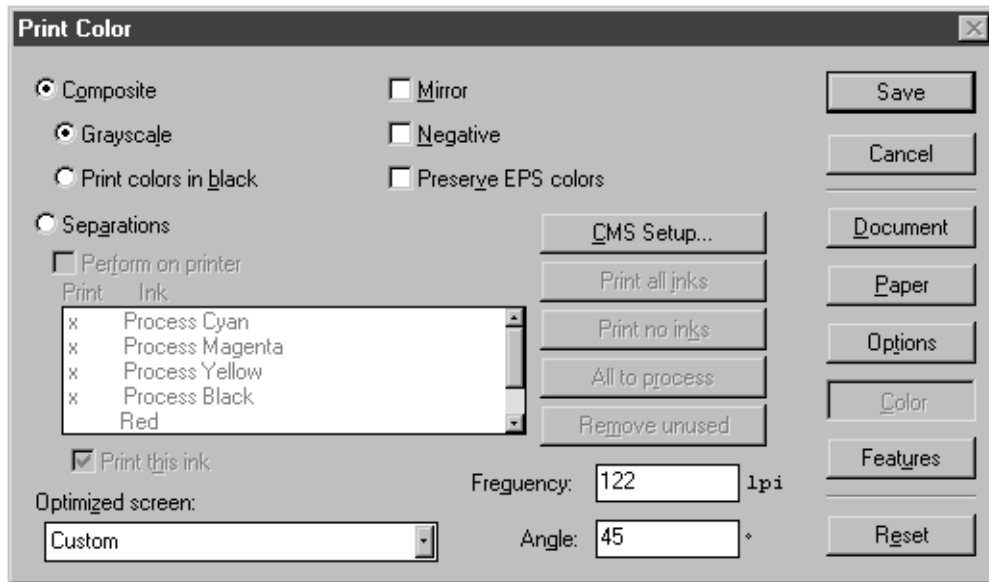 Print Color
Composite
Grayscale
Print colors in black
Mirror
Negative
Preserve EPS colors
Separations
Perform on printer
Print Ink
x Process Cyan
x Process Magenta
x Process Yellow
x Process Black
Red
Print this ink
Optimized screen:
Custom
CMS Setup...
Print all inks
Print no inks
All to process
Remove unused
Freguency: 122 lpi
Angle: 45 °
Save
Cancel
Document
Paper
Options
Color
Features
Reset